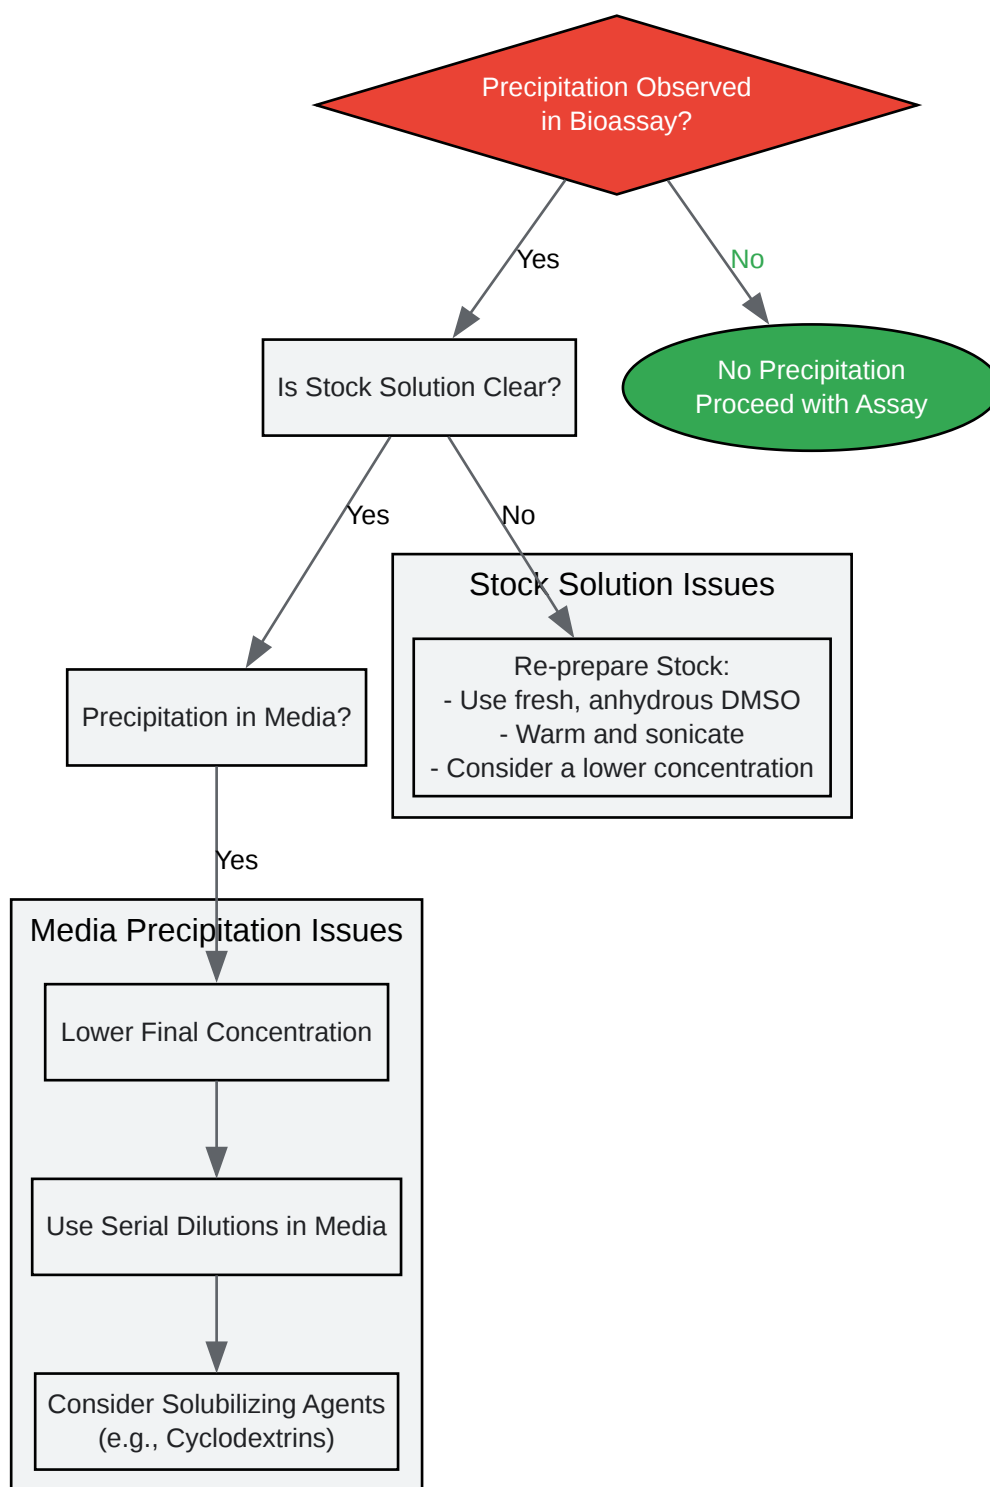 Precipitation Observed
in Bioassay?
Yes
No
Is Stock Solution Clear?
No Precipitation
Proceed with Assay
Yes
No
Stock Solution Issues
Re-prepare Stock:
- Use fresh, anhydrous DMSO
- Warm and sonicate
- Consider a lower concentration
Precipitation in Media?
Yes
Media Precipitation Issues
Lower Final Concentration
Use Serial Dilutions in Media
Consider Solubilizing Agents
(e.g., Cyclodextrins)